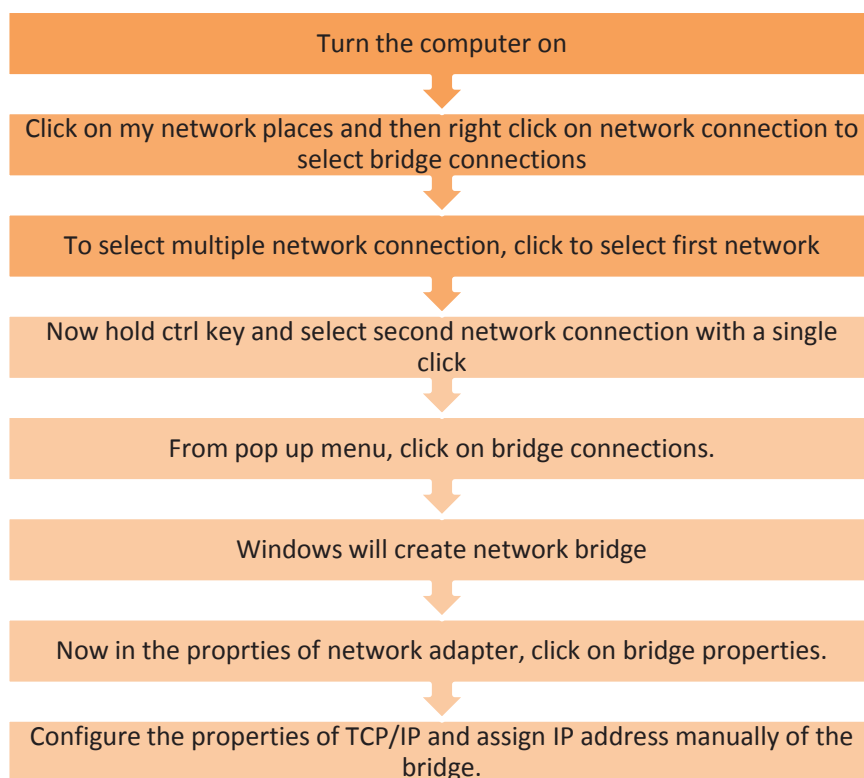 Turn the computer on
Click on my network places and then right click on network connection to
select bridge connections
To select multiple network connection, click to select first network
Now hold ctrl key and select second network connection with a single
click
From pop up menu, click on bridge connections.
Windows will create network bridge
Now in the proprties of network adapter, click on bridge properties.
Configure the properties of TCP/IP and assign IP address manually of the
bridge.